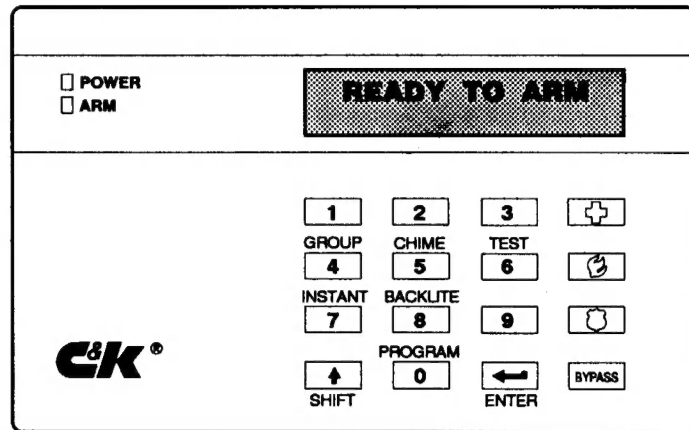 POWER
ARM
READY TO ARM
1 2 3
GROUP CHIME TEST
4 5 6
INSTANT BACKLITE
7 8 9
PROGRAM
0 BYPASS
SHIFT ENTER
C&K®